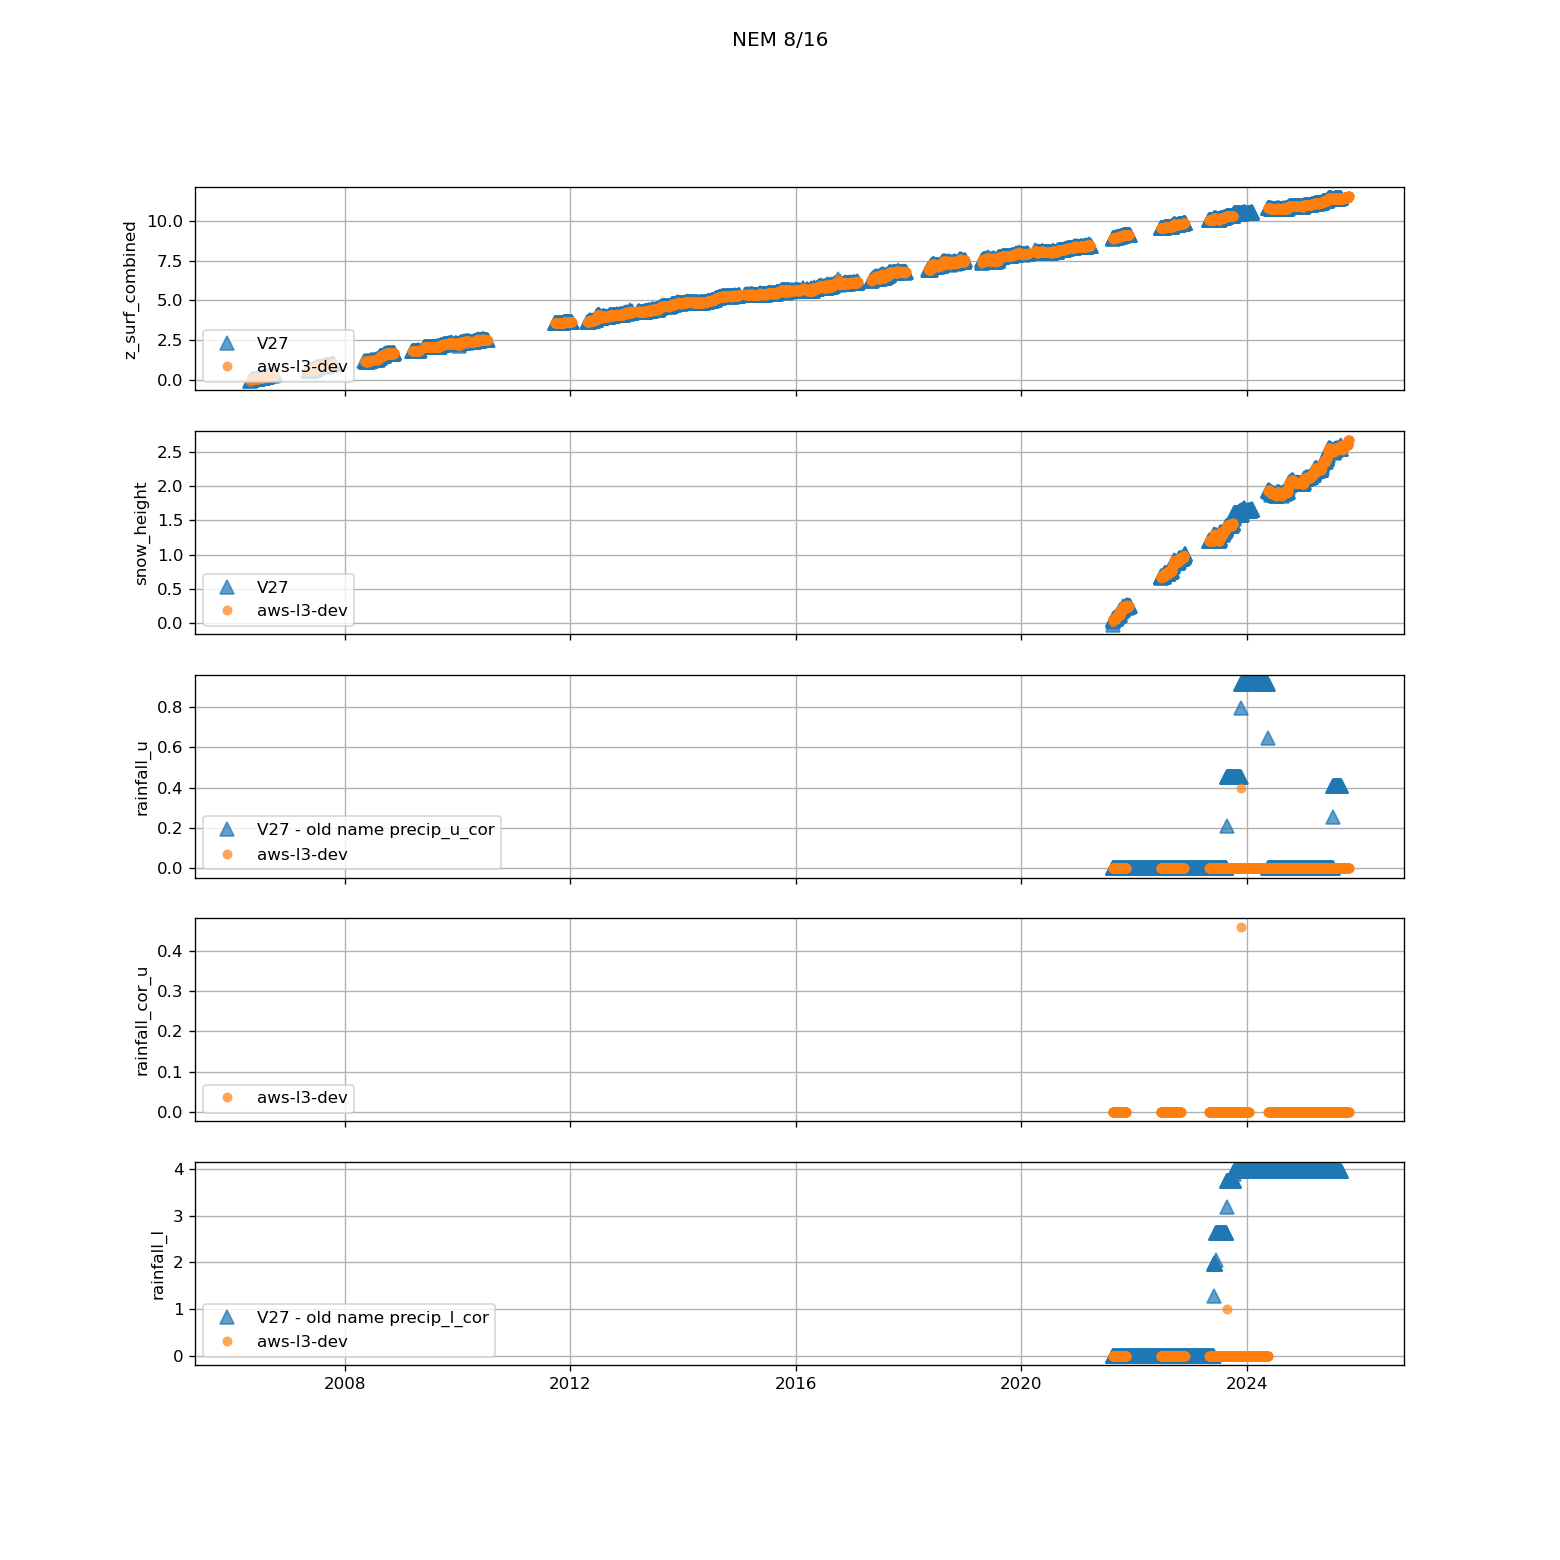 NEM 8/16
z_surf_combined
10.0
7.5
5.0
2.5
0.0
V27
aws-l3-dev
snow_height
2.5
2.0
1.5
1.0
0.5
0.0
V27
aws-l3-dev
rainfall_u
0.8
0.6
0.4
0.2
0.0
V27 - old name precip_u_cor
aws-l3-dev
rainfall_cor_u
0.4
0.3
0.2
0.1
0.0
aws-l3-dev
rainfall_l
4
3
2
1
0
V27 - old name precip_l_cor
aws-l3-dev
2008 2012 2016 2020 2024